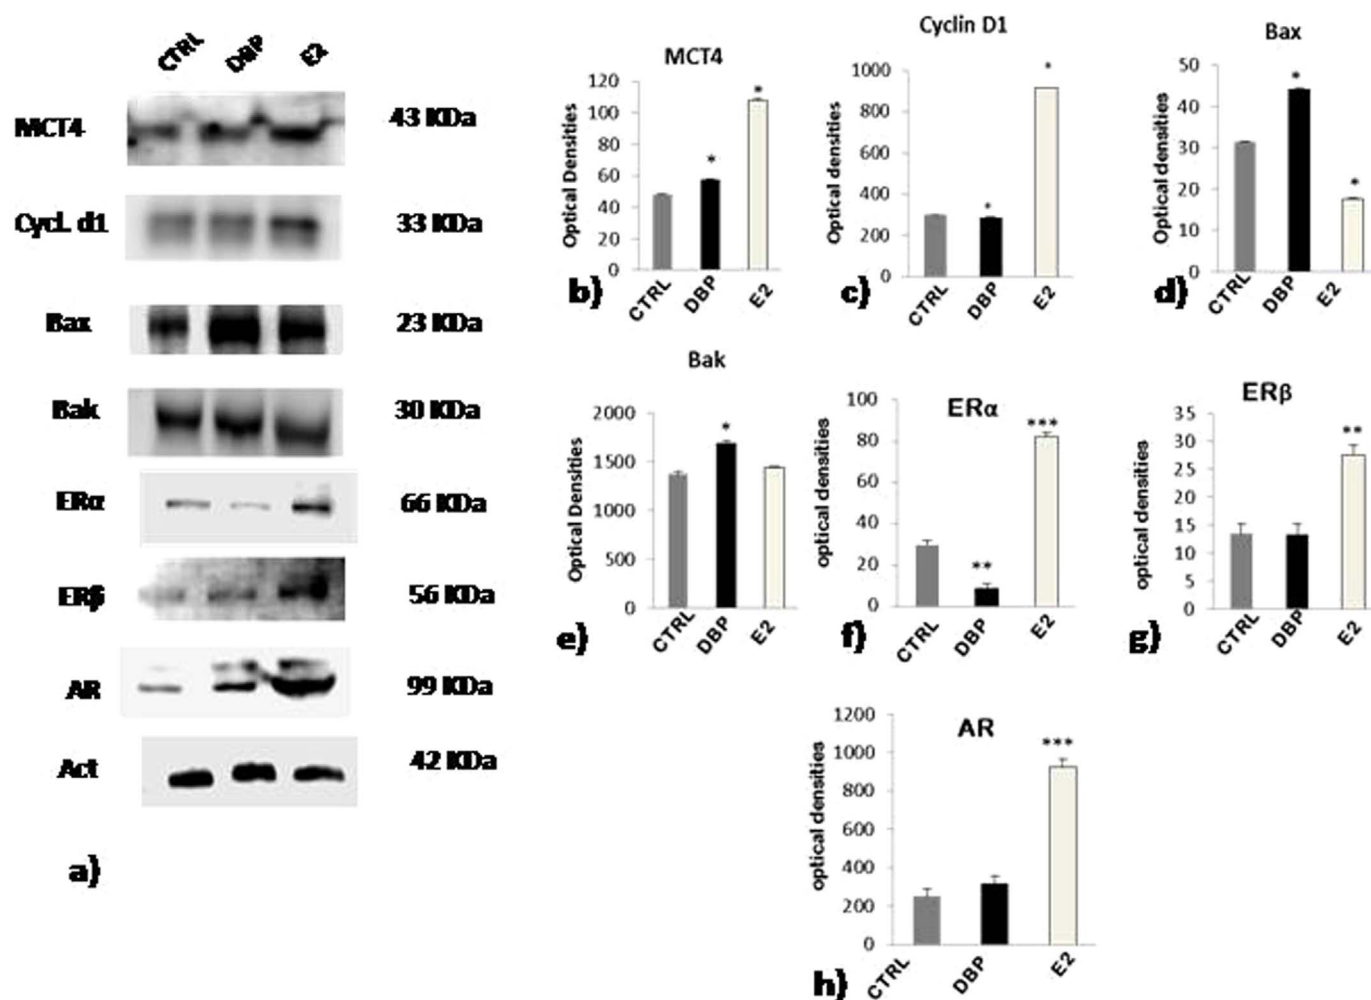 CTRL DBP E2
MCT4 43 KDa
Cycl. d1 33 KDa
Bax 23 KDa
Bak 30 KDa
ERα 66 KDa
ERβ 56 KDa
AR 99 KDa
Act 42 KDa
a)
MCT4
Optical Densities
120
100
80
60
40
20
0
CTRL DBP E2
b)
*
*
Cyclin D1
Optical densities
1000
800
600
400
200
0
CTRL DBP E2
c)
*
*
Bax
Optical densities
50
40
30
20
10
0
CTRL DBP E2
d)
*
*
Bak
Optical Densities
2000
1500
1000
500
0
CTRL DBP E2
e)
*
ERα
optical densities
100
80
60
40
20
0
CTRL DBP E2
f)
**
***
ERβ
optical densities
35
30
25
20
15
10
5
0
CTRL DBP E2
g)
**
AR
optical densities
1200
1000
800
600
400
200
0
CTRL DBP E2
h)
***